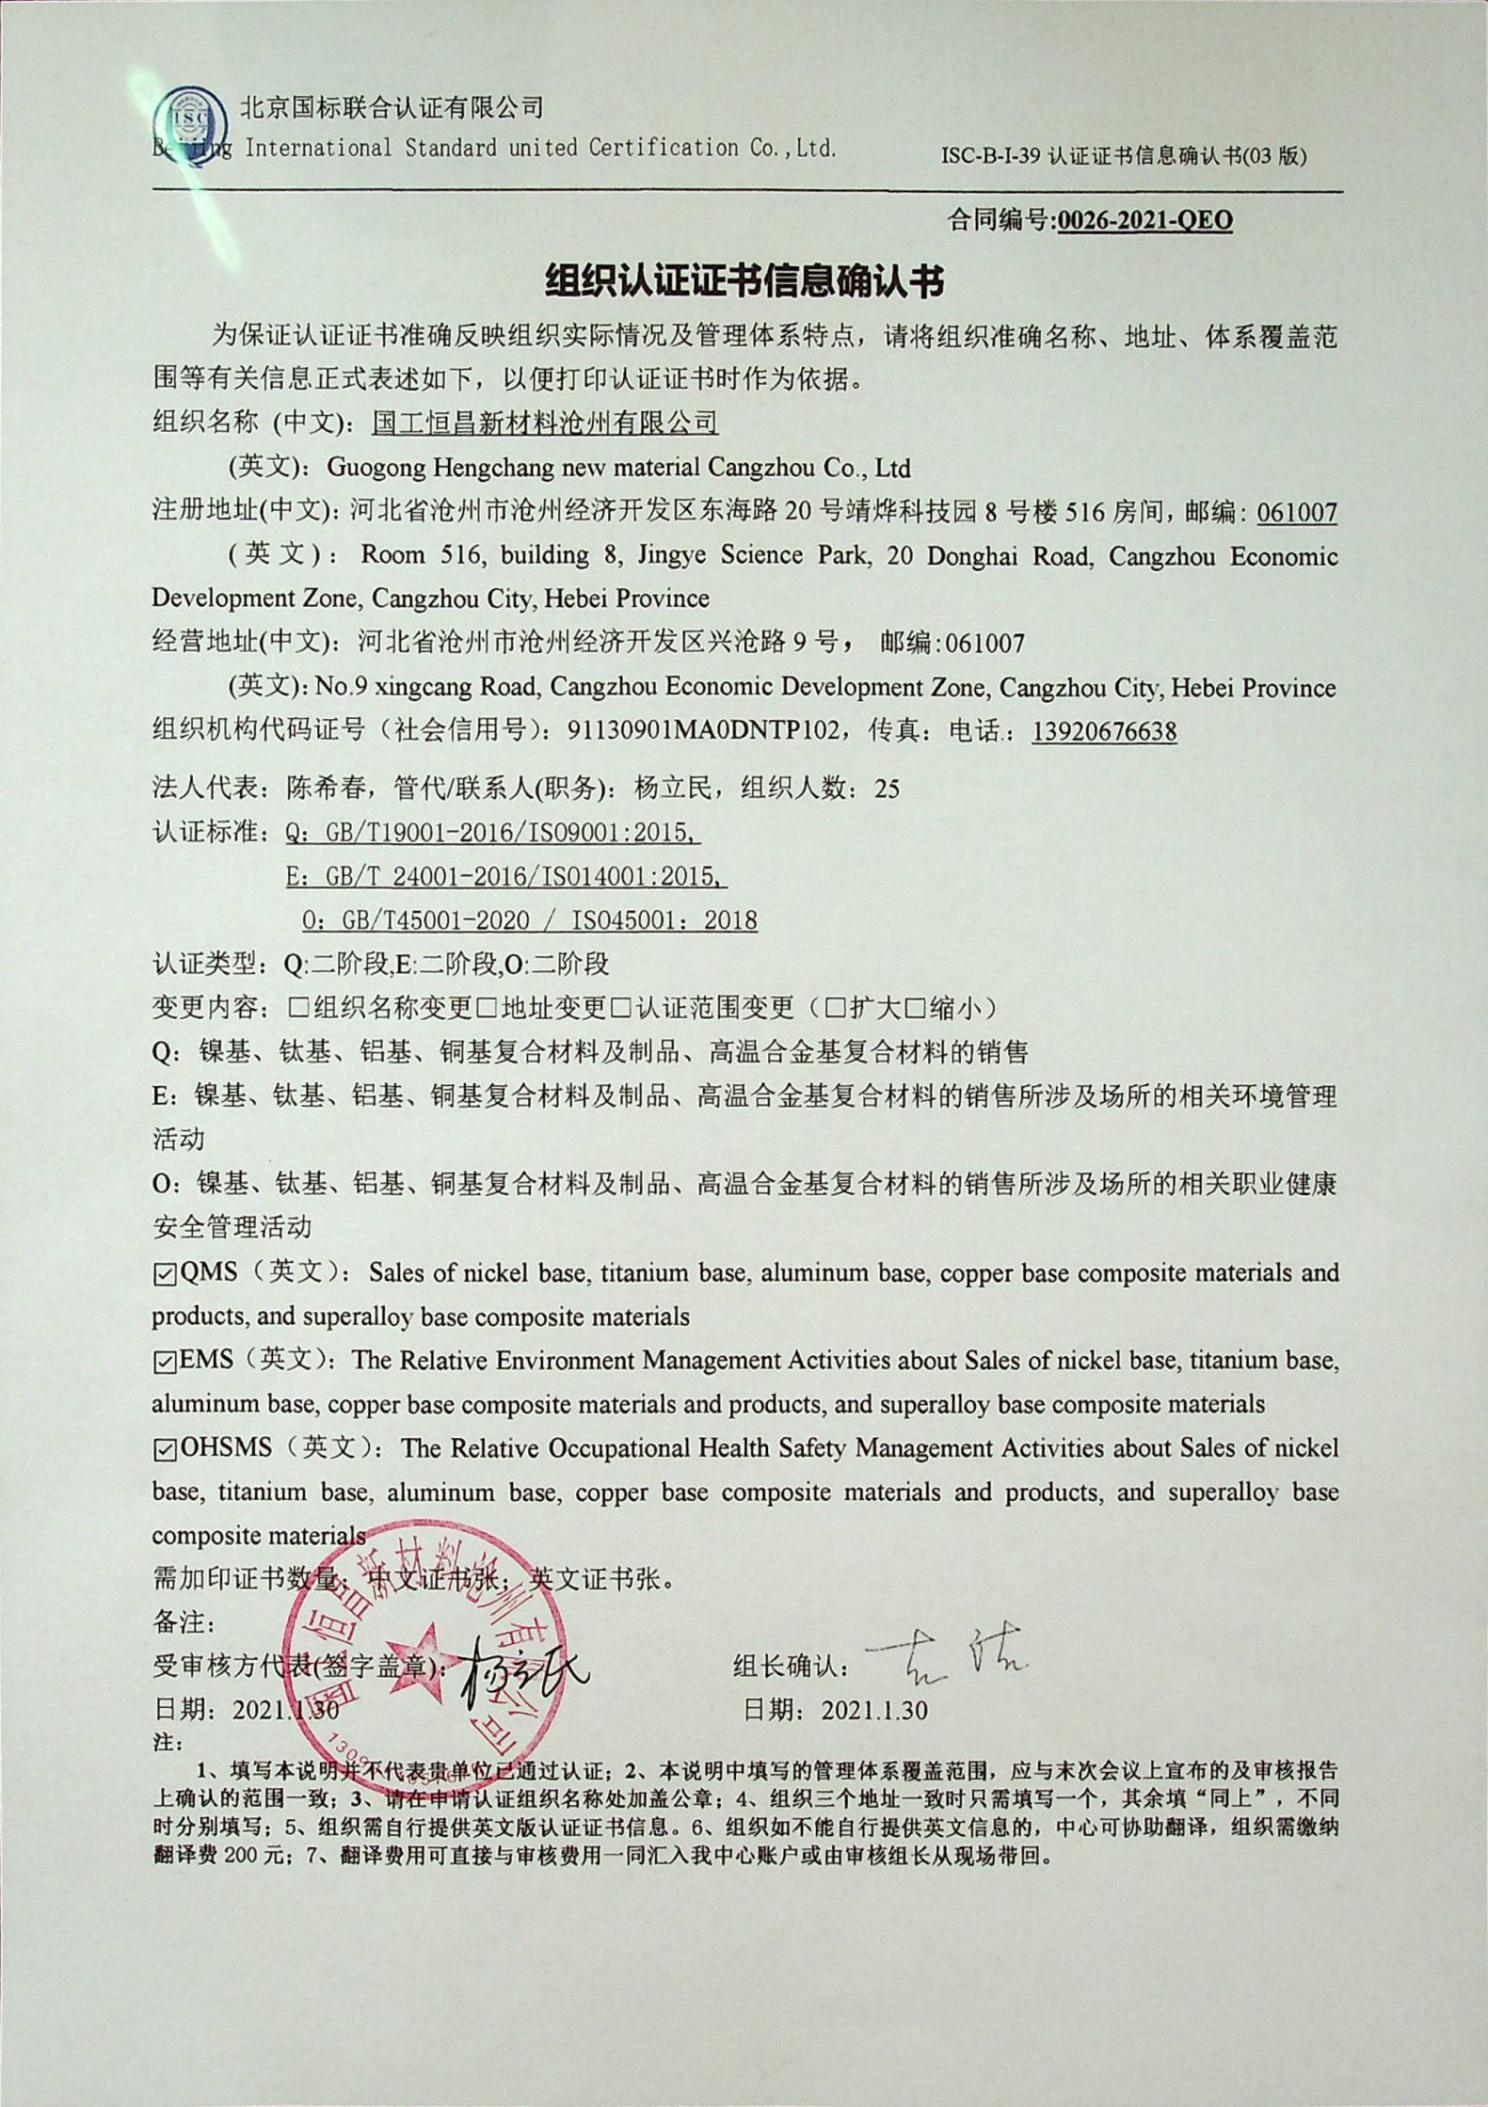 北京国标联合认证有限公司
ISC
Beijing International Standard united Certification Co.,Ltd.
ISC-B-I-39 认证证书信息确认书(03 版)
合同编号:0026-2021-QEO
组织认证证书信息确认书
为保证认证证书准确反映组织实际情况及管理体系特点，请将组织准确名称、地址、体系覆盖范
围等有关信息正式表述如下，以便打印认证证书时作为依据。
组织名称 (中文)：国工恒昌新材料沧州有限公司
(英文)：Guogong Hengchang new material Cangzhou Co., Ltd
注册地址(中文)：河北省沧州市沧州经济开发区东海路 20 号靖烨科技园 8 号楼 516 房间，邮编：061007
(英文)：Room 516, building 8, Jingye Science Park, 20 Donghai Road, Cangzhou Economic
Development Zone, Cangzhou City, Hebei Province
经营地址(中文)：河北省沧州市沧州经济开发区兴沧路 9 号， 邮编:061007
(英文)：No.9 xingcang Road, Cangzhou Economic Development Zone, Cangzhou City, Hebei Province
组织机构代码证号（社会信用号）：91130901MA0DNTP102，传真：电话.：13920676638
法人代表：陈希春，管代/联系人(职务)：杨立民，组织人数：25
认证标准：Q：GB/T19001-2016/ISO9001:2015,
E：GB/T 24001-2016/ISO14001:2015,
O：GB/T45001-2020 / ISO45001：2018
认证类型：Q:二阶段,E:二阶段,O:二阶段
变更内容：□组织名称变更□地址变更□认证范围变更（□扩大□缩小）
Q：镍基、钛基、铝基、铜基复合材料及制品、高温合金基复合材料的销售
E：镍基、钛基、铝基、铜基复合材料及制品、高温合金基复合材料的销售所涉及场所的相关环境管理
活动
O：镍基、钛基、铝基、铜基复合材料及制品、高温合金基复合材料的销售所涉及场所的相关职业健康
安全管理活动
☑QMS（英文）：Sales of nickel base, titanium base, aluminum base, copper base composite materials and
products, and superalloy base composite materials
☑EMS（英文）：The Relative Environment Management Activities about Sales of nickel base, titanium base,
aluminum base, copper base composite materials and products, and superalloy base composite materials
☑OHSMS（英文）：The Relative Occupational Health Safety Management Activities about Sales of nickel
base, titanium base, aluminum base, copper base composite materials and products, and superalloy base
composite materials
需加印证书数量：中文证书张；英文证书张。
备注：
受审核方代表(签字盖章)：杨立民
组长确认：
日期：2021.1.30
日期：2021.1.30
国工恒昌新材料沧州有限公司
注：
1、填写本说明并不代表贵单位已通过认证；2、本说明中填写的管理体系覆盖范围，应与末次会议上宣布的及审核报告
上确认的范围一致；3、请在申请认证组织名称处加盖公章；4、组织三个地址一致时只需填写一个，其余填“同上”，不同
时分别填写；5、组织需自行提供英文版认证证书信息。6、组织如不能自行提供英文信息的，中心可协助翻译，组织需缴纳
翻译费 200 元；7、翻译费用可直接与审核费用一同汇入我中心账户或由审核组长从现场带回。